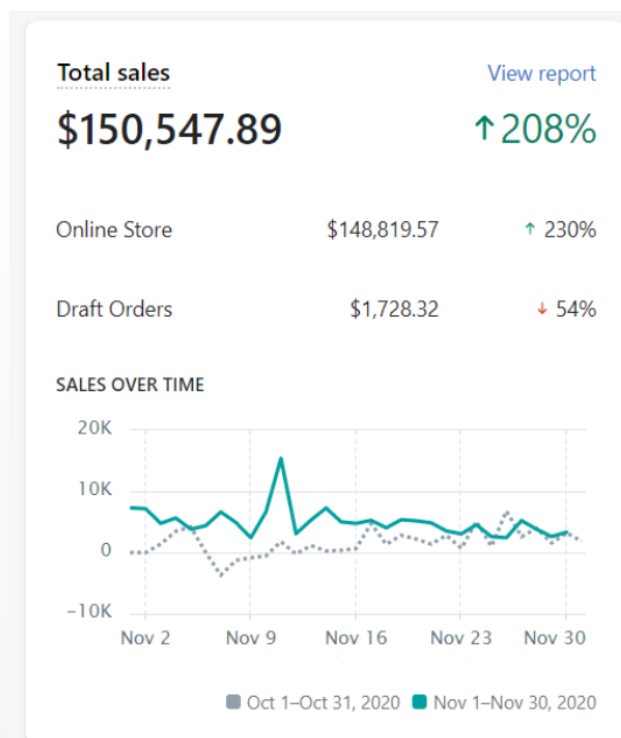 Total sales View report
$150,547.89 ↑ 208%
Online Store $148,819.57 ↑ 230%
Draft Orders $1,728.32 ↓ 54%
SALES OVER TIME
20K
10K
0
−10K
Nov 2 Nov 9 Nov 16 Nov 23 Nov 30
Oct 1–Oct 31, 2020 Nov 1–Nov 30, 2020